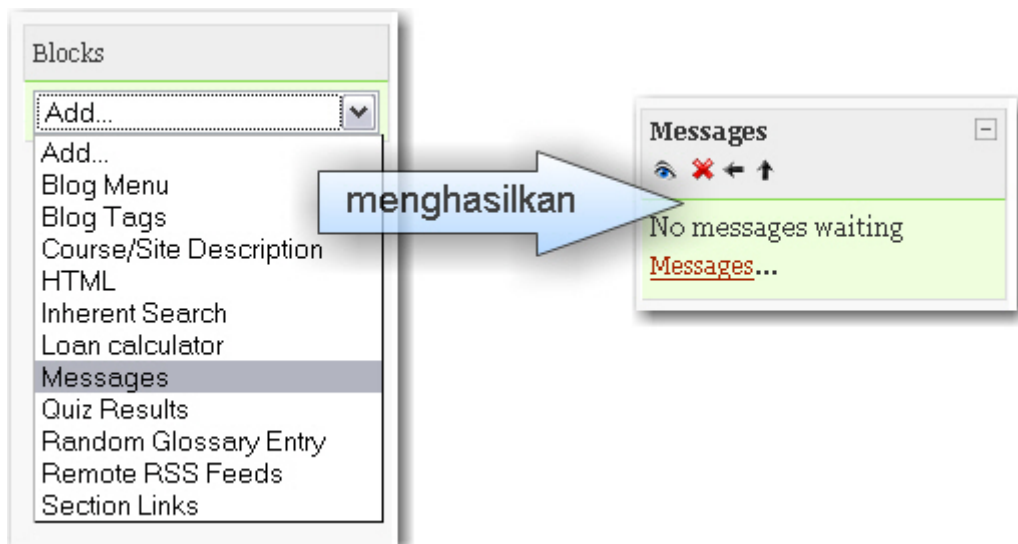 Blocks
Add...
Add...
Blog Menu
Blog Tags
Course/Site Description
HTML
Inherent Search
Loan calculator
Messages
Quiz Results
Random Glossary Entry
Remote RSS Feeds
Section Links
menghasilkan
Messages
No messages waiting
Messages...